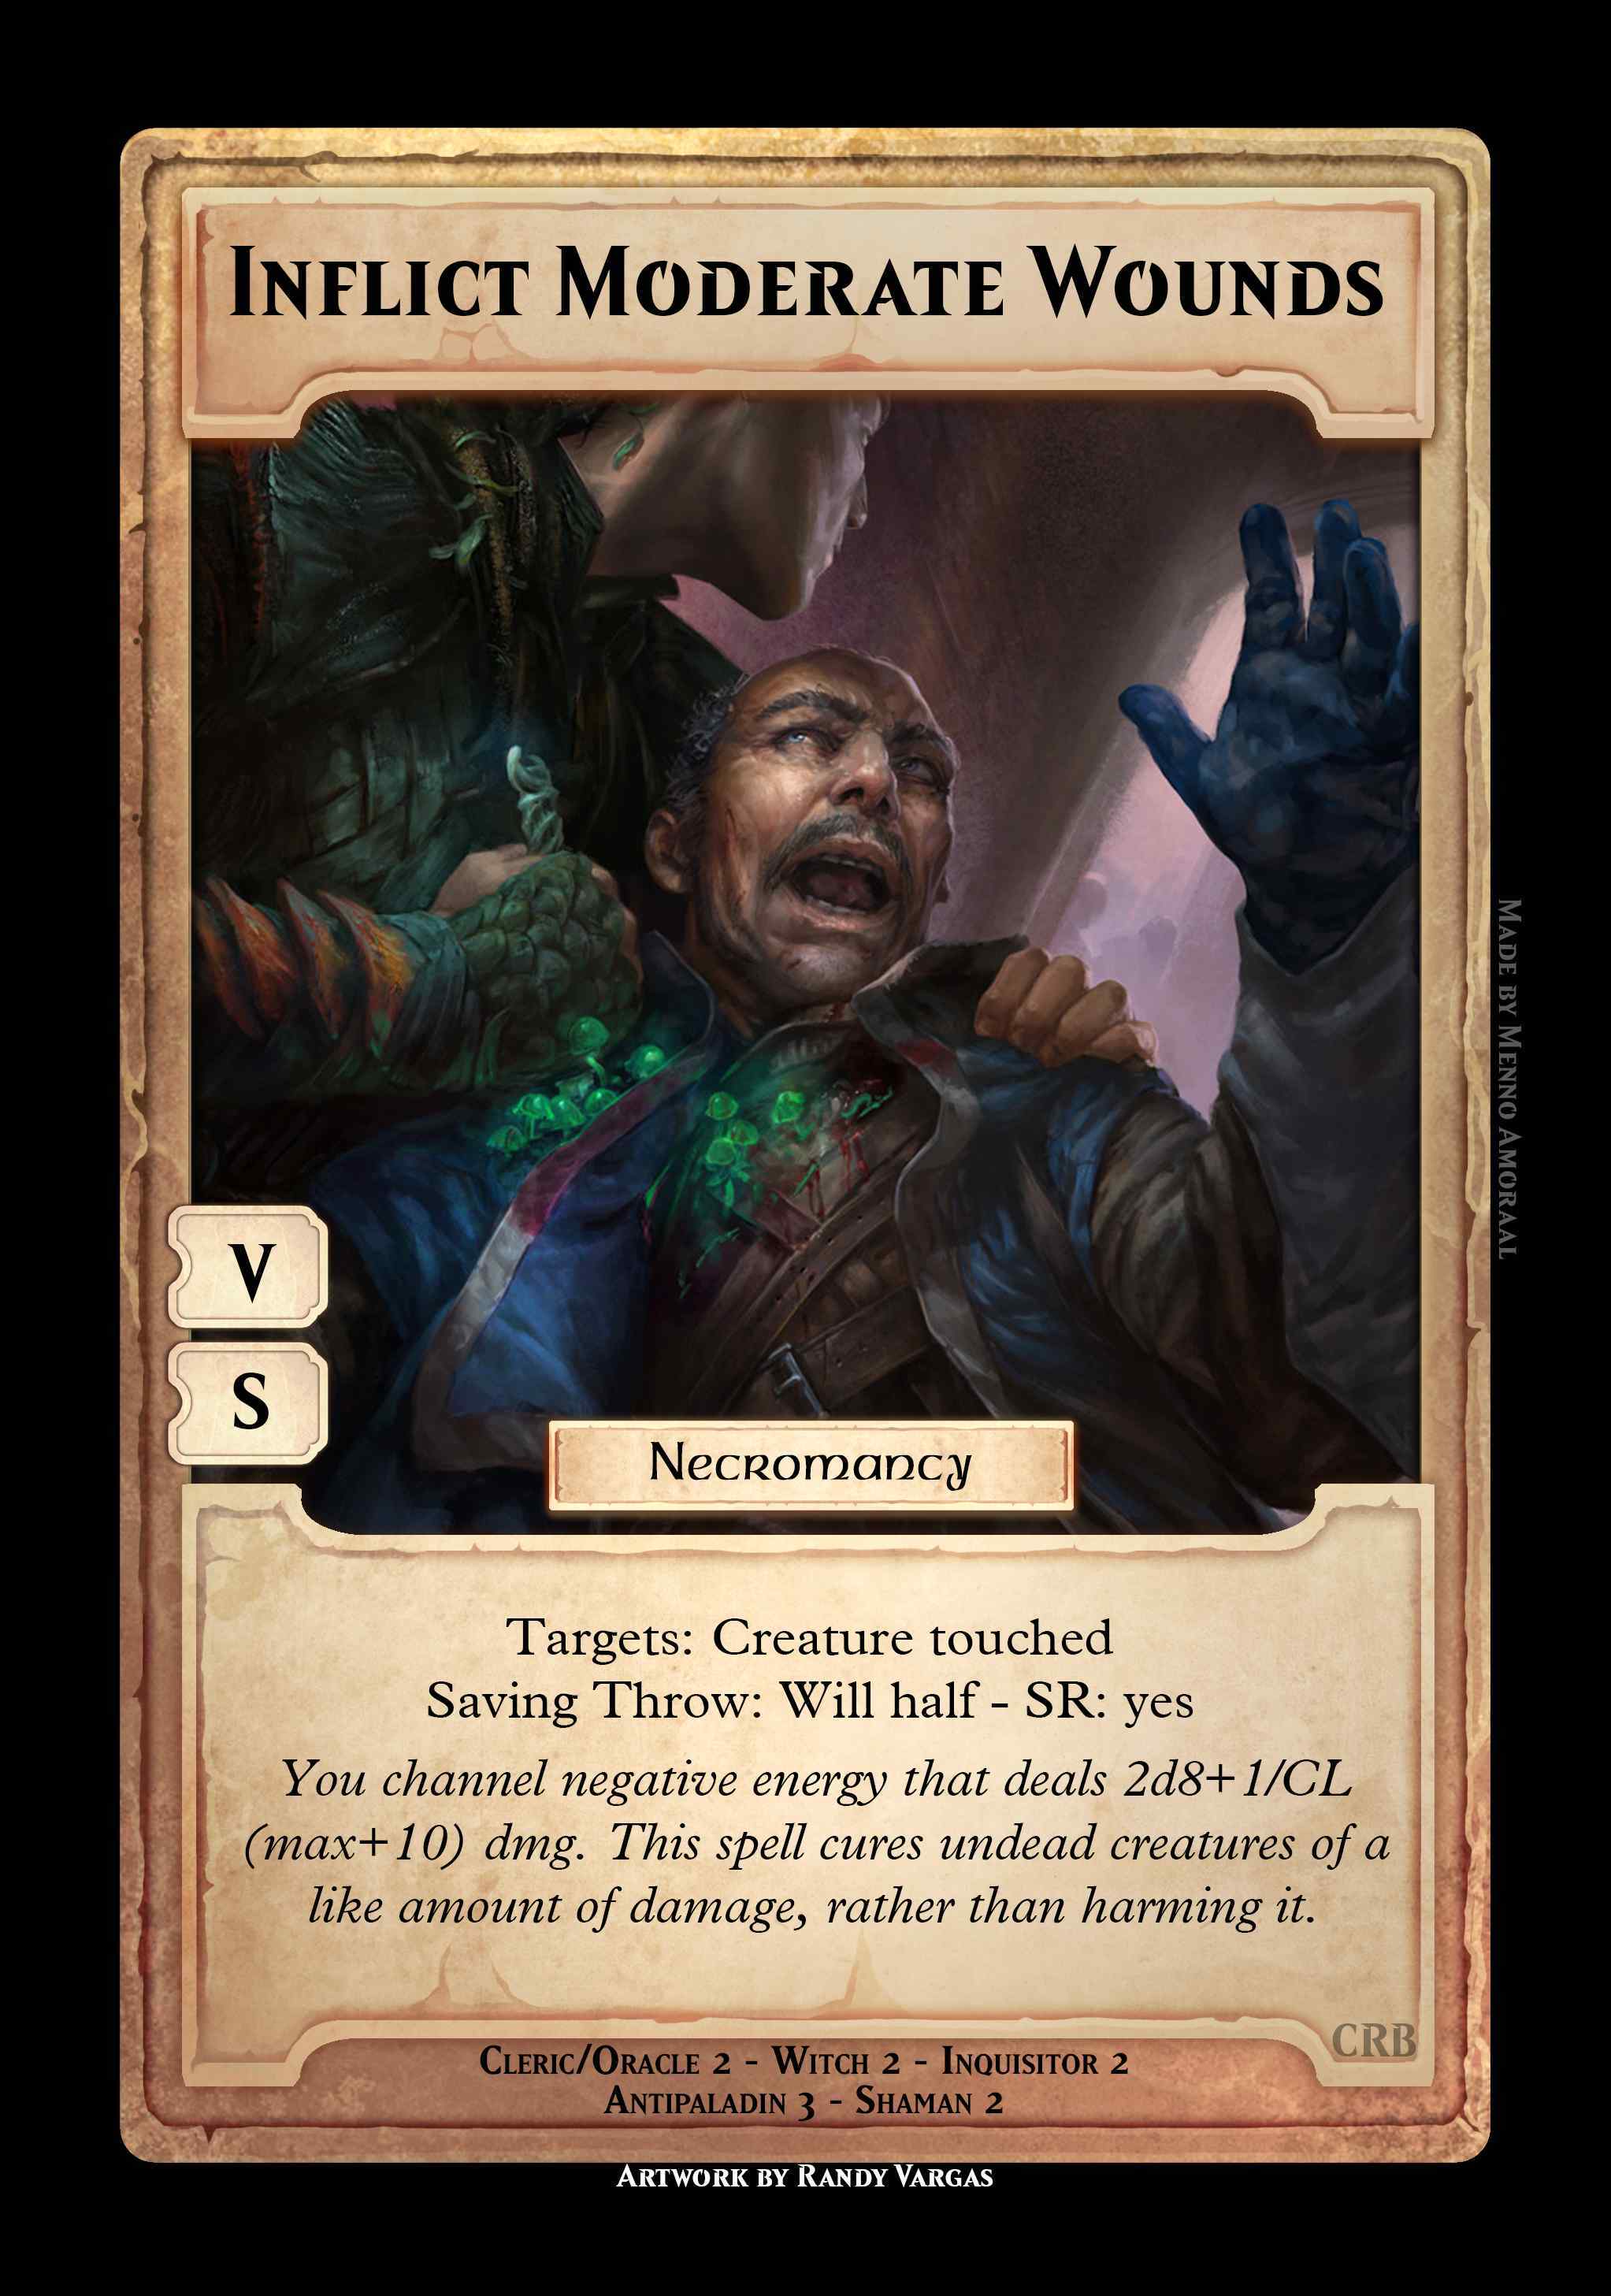 Inflict Moderate Wounds
V
S
Necromancy
Targets: Creature touched
Saving Throw: Will half - SR: yes
You channel negative energy that deals 2d8+1/CL
(max+10) dmg. This spell cures undead creatures of a
like amount of damage, rather than harming it.
CRB
Cleric/Oracle 2 - Witch 2 - Inquisitor 2
Antipaladin 3 - Shaman 2
Artwork by Randy Vargas
Made by Menno Amoraal